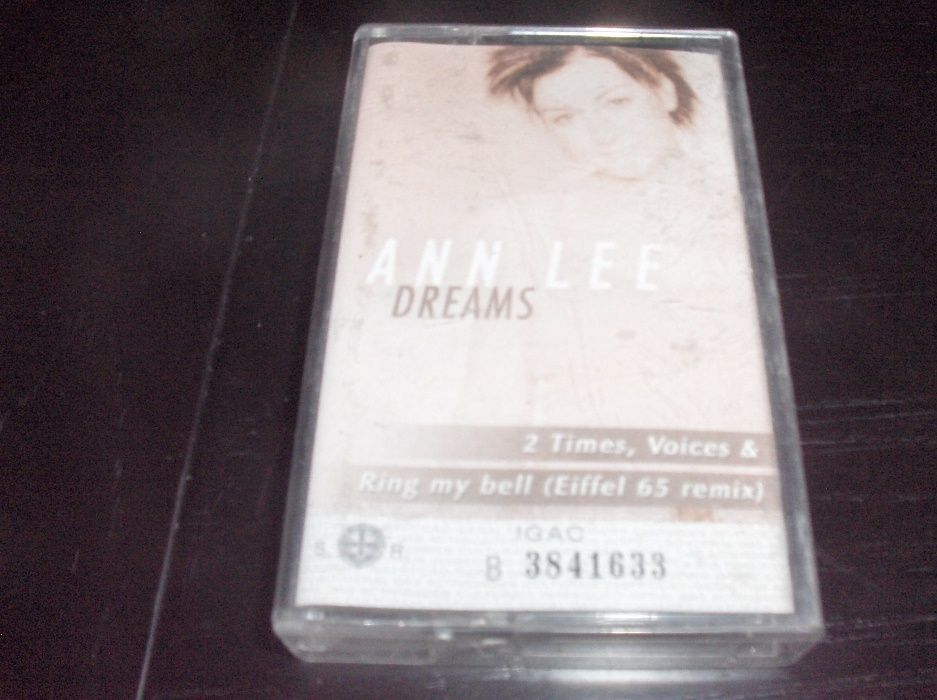 ANN LEE
DREAMS
2 Times, Voices &
Ring my bell (Eiffel 65 remix)
IGAC
S. R.
B 3841633